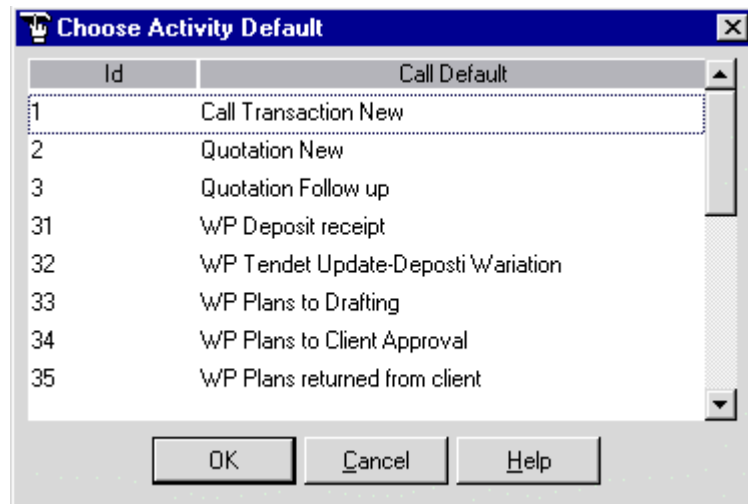 Choose Activity Default
Id Call Default
1 Call Transaction New
2 Quotation New
3 Quotation Follow up
31 WP Deposit receipt
32 WP Tendet Update-Deposti Wariation
33 WP Plans to Drafting
34 WP Plans to Client Approval
35 WP Plans returned from client
OK Cancel Help